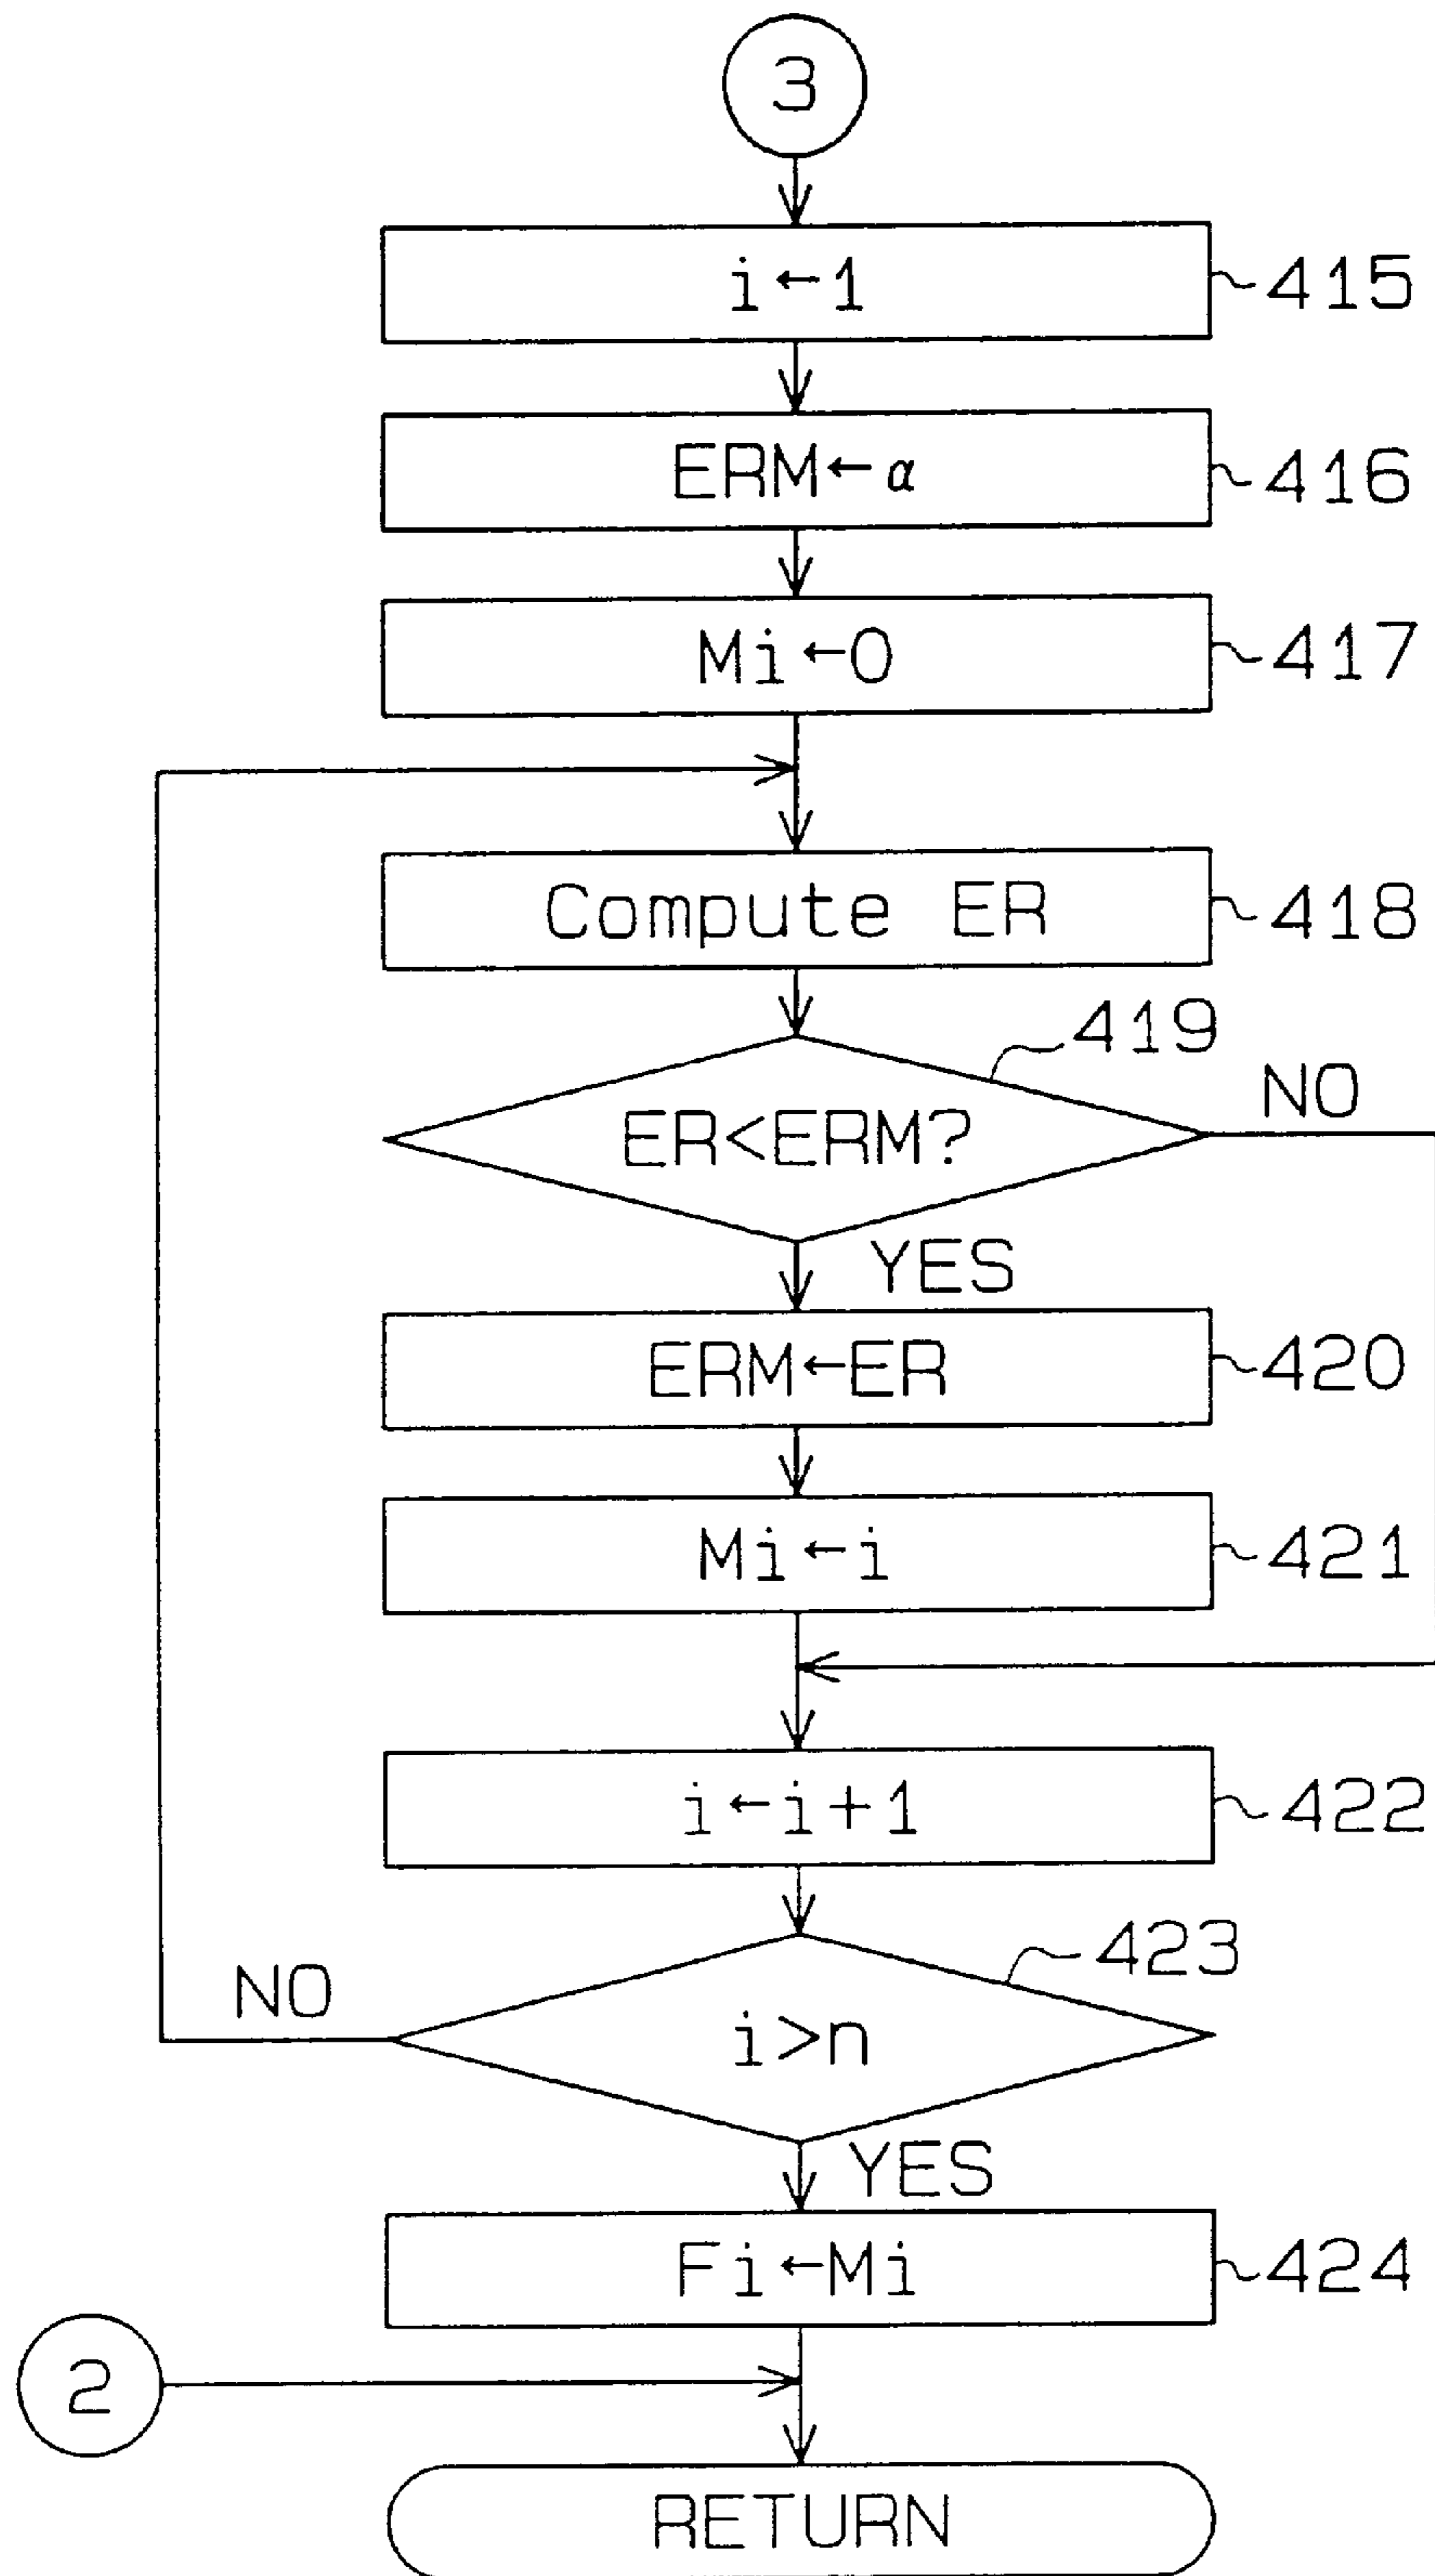 3
i←1 415
ERM←α 416
Mi←0 417
Compute ER 418
419
ER<ERM? NO
YES
ERM←ER 420
Mi←i 421
i←i+1 422
423
NO
i>n
YES
Fi←Mi 424
2
RETURN